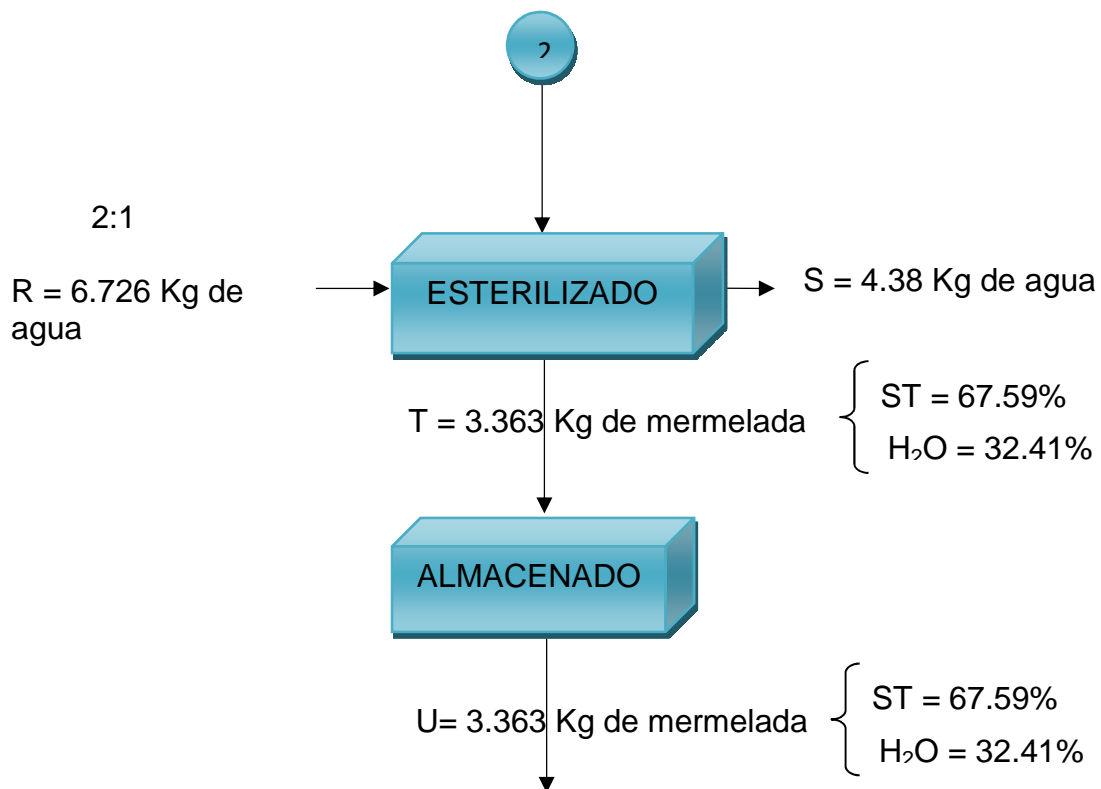 2
2:1
R = 6.726 Kg de
agua
ESTERILIZADO
S = 4.38 Kg de agua
T = 3.363 Kg de mermelada
ST = 67.59%
H₂O = 32.41%
ALMACENADO
U= 3.363 Kg de mermelada
ST = 67.59%
H₂O = 32.41%